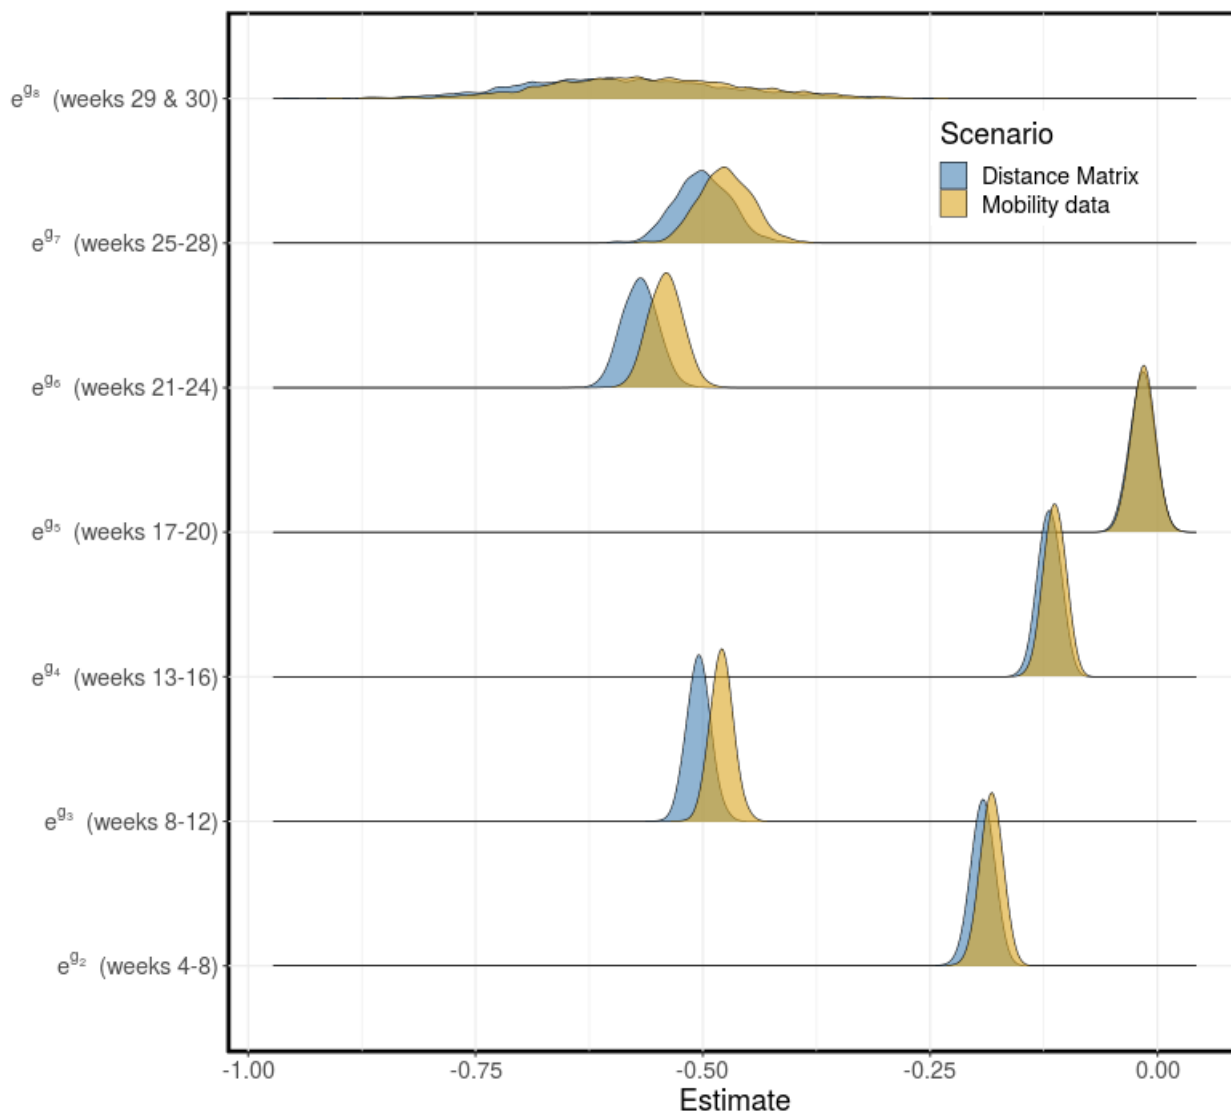 e^g₈ (weeks 29 & 30)
Scenario
Distance Matrix
Mobility data
e^g₇ (weeks 25-28)
e^g₆ (weeks 21-24)
e^g₅ (weeks 17-20)
e^g₄ (weeks 13-16)
e^g₃ (weeks 8-12)
e^g₂ (weeks 4-8)
-1.00 -0.75 -0.50 -0.25 0.00
Estimate